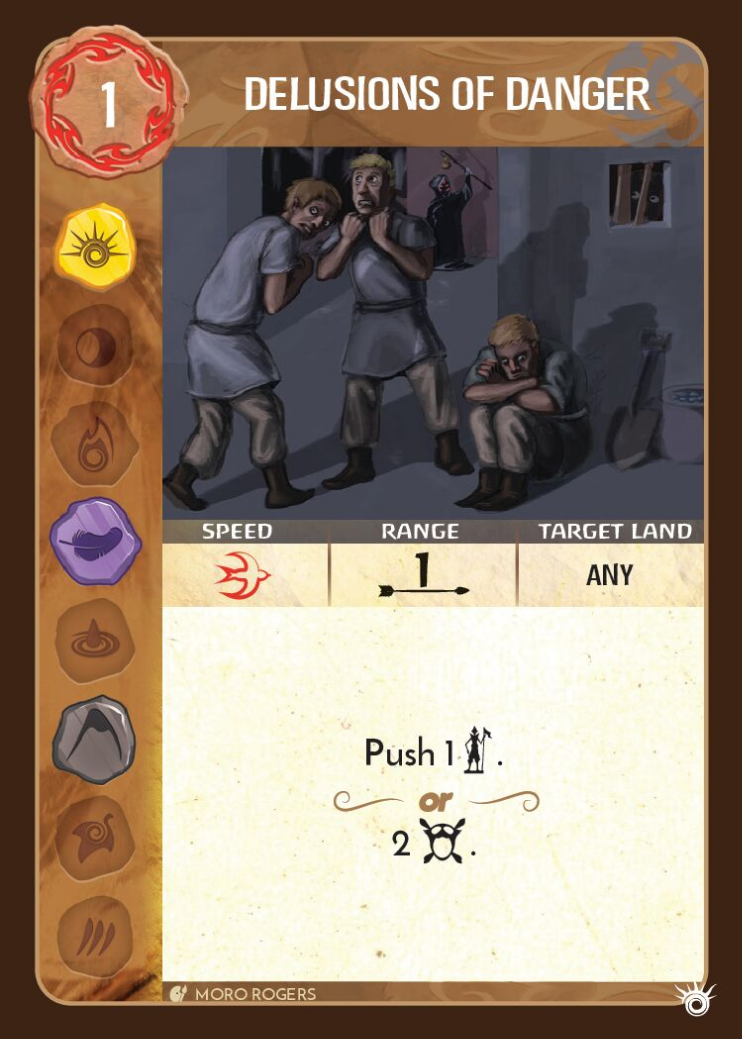 1
DELUSIONS OF DANGER
SPEED RANGE TARGET LAND
1 ANY
Push 1 .
or
2 .
MORO ROGERS